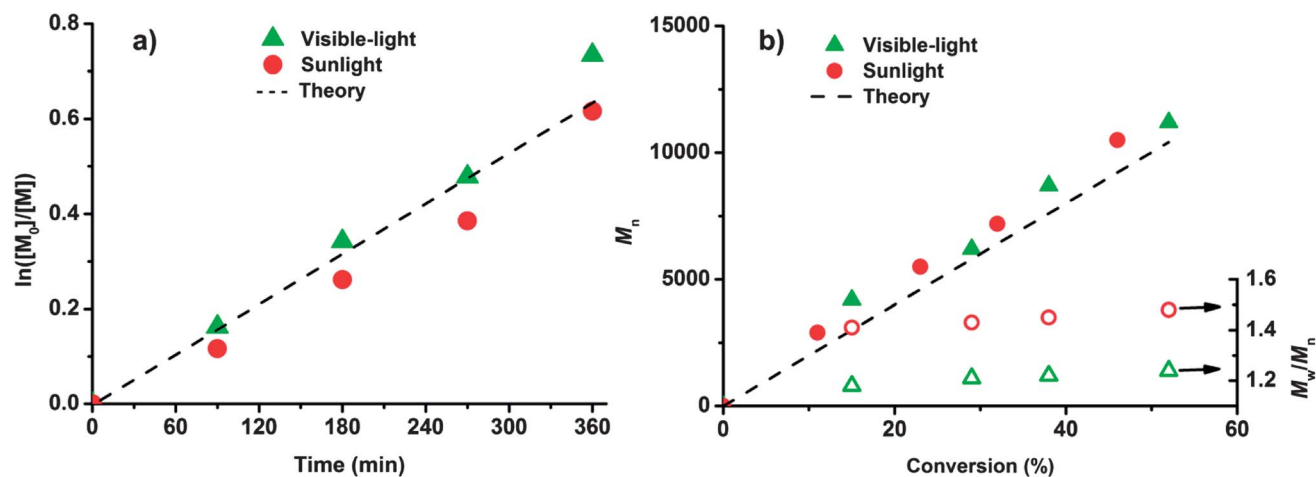 a)
Visible-light
Sunlight
Theory
0.8
0.6
0.4
0.2
0.0
ln([M₀]/[M])
0 60 120 180 240 300 360
Time (min)
b)
Visible-light
Sunlight
Theory
15000
10000
5000
0
Mₙ
1.6
1.4
1.2
M_w/Mₙ
0 20 40 60
Conversion (%)